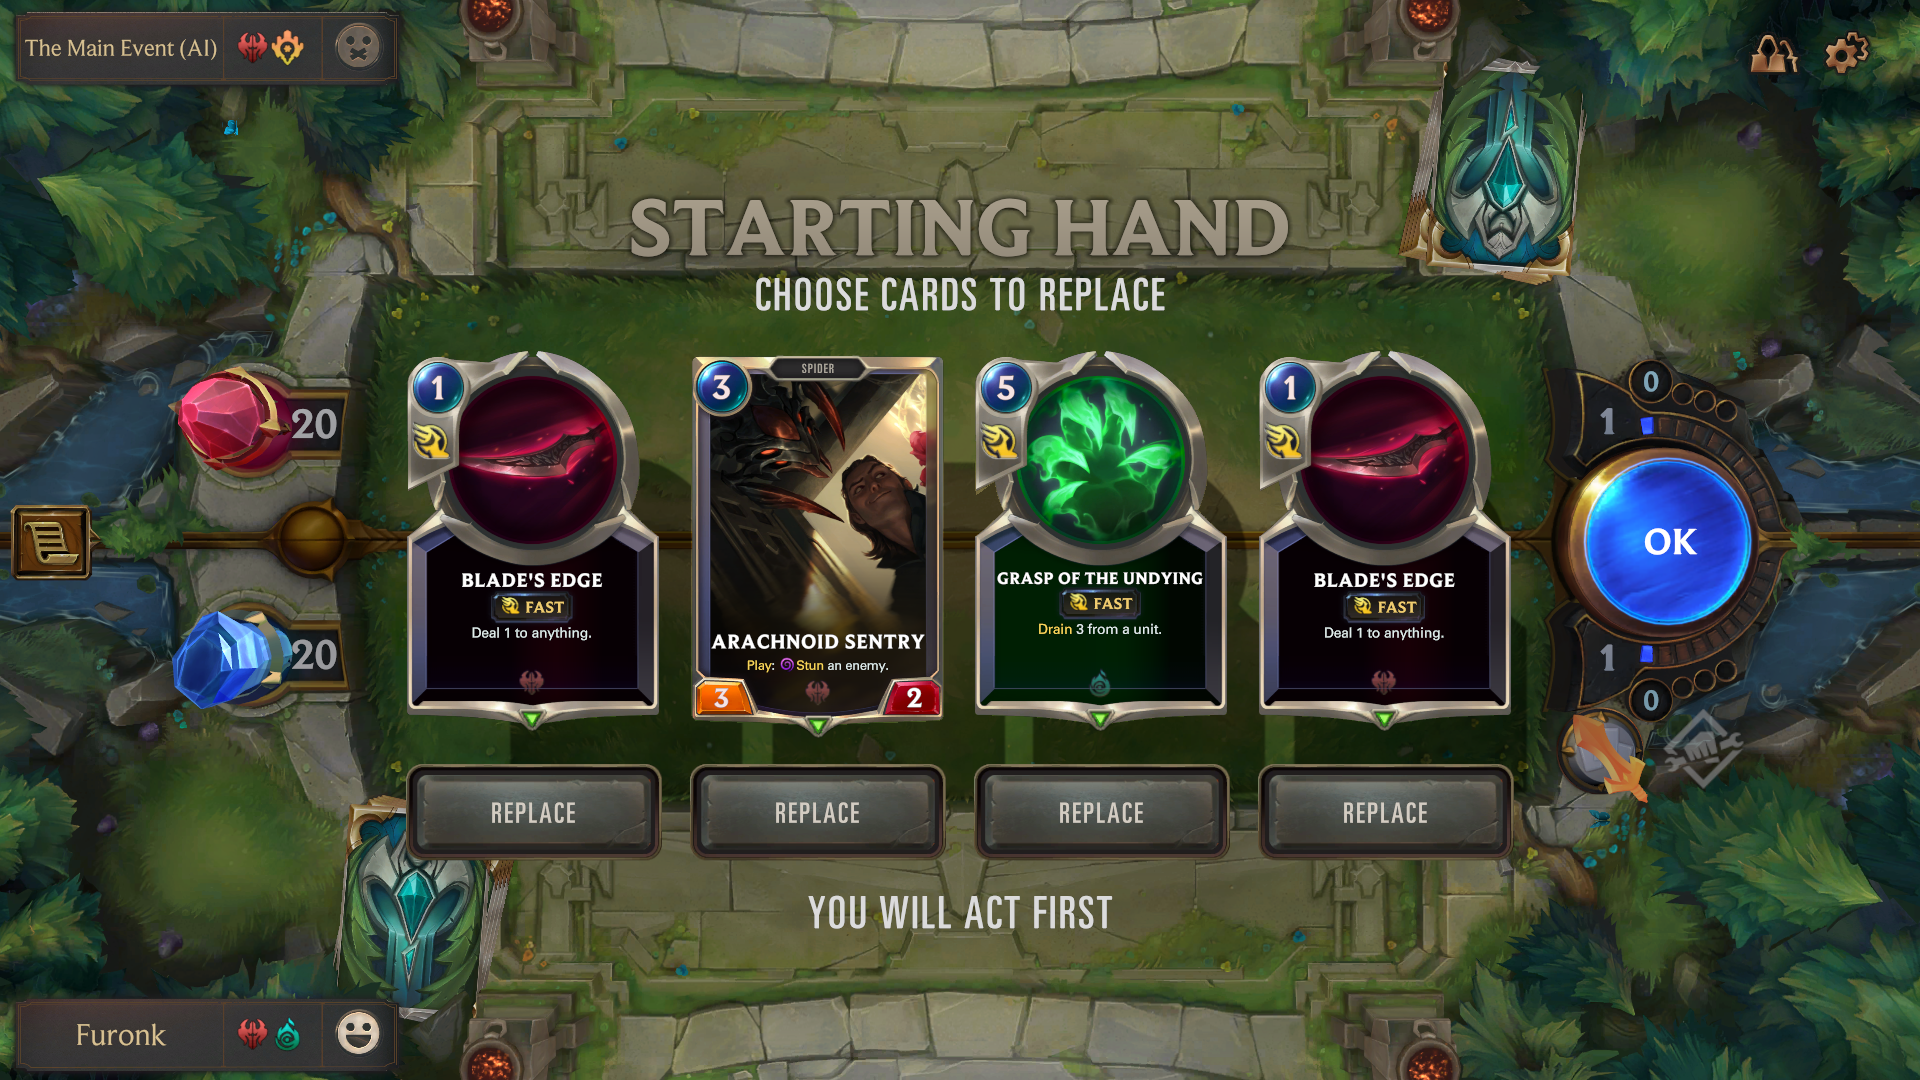 The Main Event (AI)
STARTING HAND
CHOOSE CARDS TO REPLACE
20
0
1
1
BLADE'S EDGE
FAST
Deal 1 to anything.
3
SPIDER
ARACHNOID SENTRY
Play: Stun an enemy.
3
2
5
GRASP OF THE UNDYING
FAST
Drain 3 from a unit.
1
BLADE'S EDGE
FAST
Deal 1 to anything.
OK
20
1
0
REPLACE
REPLACE
REPLACE
REPLACE
YOU WILL ACT FIRST
Furonk